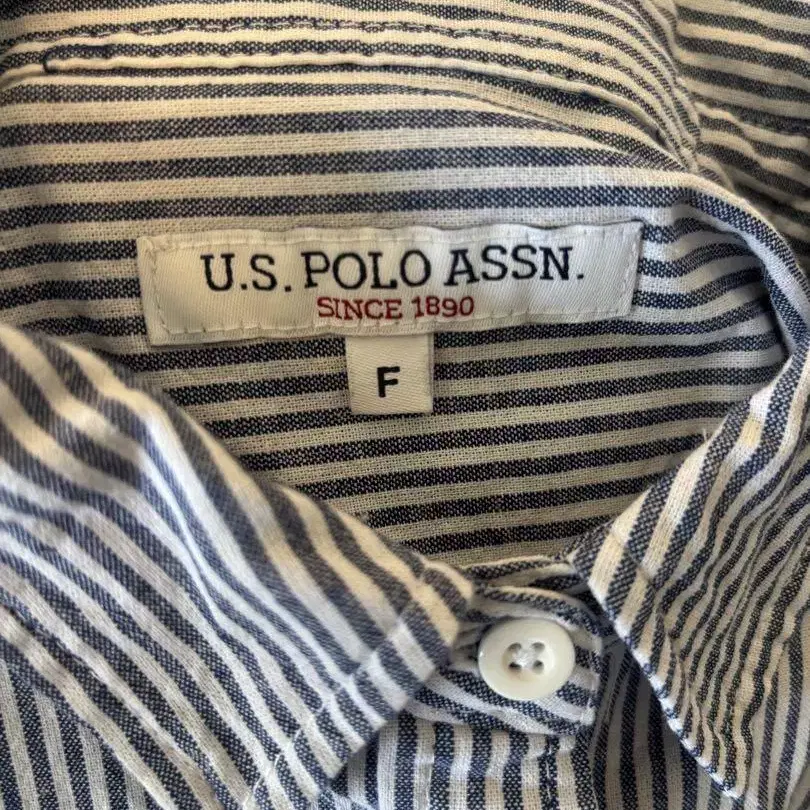 U.S. POLO ASSN.
SINCE 1890
F